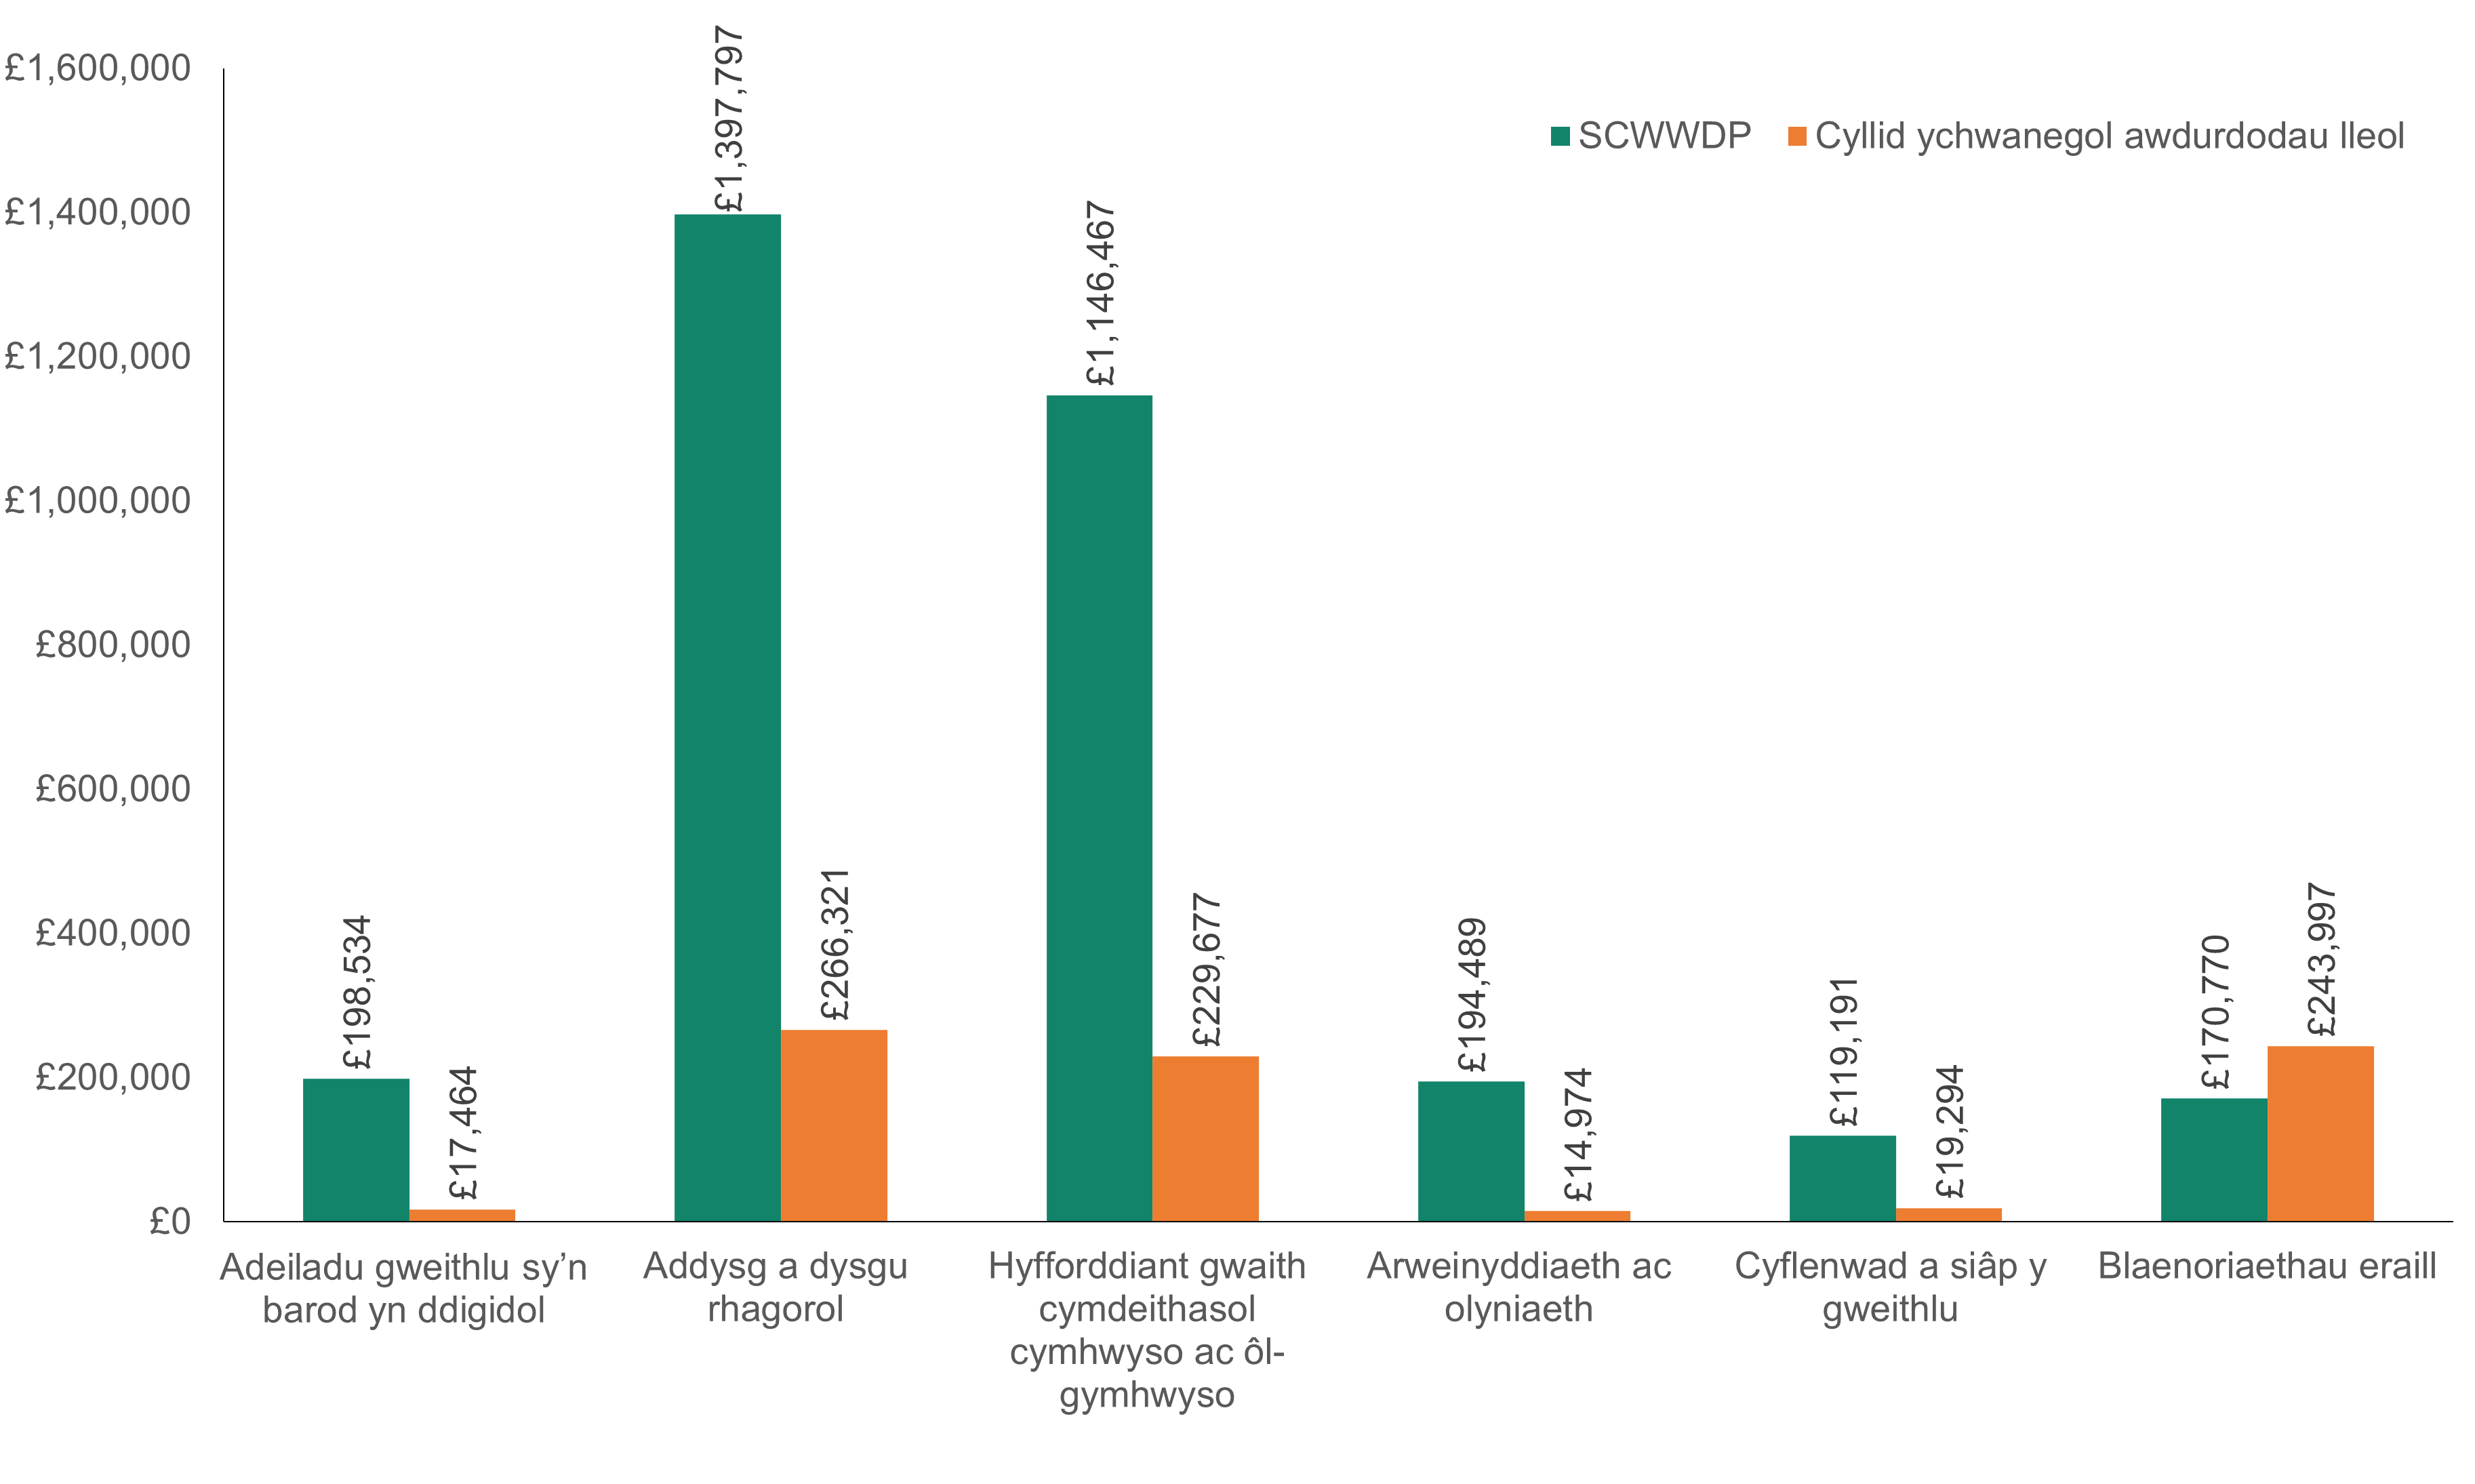 £1,600,000
£1,400,000
£1,200,000
£1,000,000
£800,000
£600,000
£400,000
£200,000
£0
SCWWDP
Cyllid ychwanegol awdurdodau lleol
£198,534
£17,464
£1,397,797
£266,321
£1,146,467
£229,677
£194,489
£14,974
£119,191
£19,294
£170,770
£243,997
Adeiladu gweithlu sy’n
barod yn ddigidol
Addysg a dysgu
rhagorol
Hyfforddiant gwaith
cymdeithasol
cymhwyso ac ôl-
gymhwyso
Arweinyddiaeth ac
olyniaeth
Cyflenwad a siâp y
gweithlu
Blaenoriaethau eraill